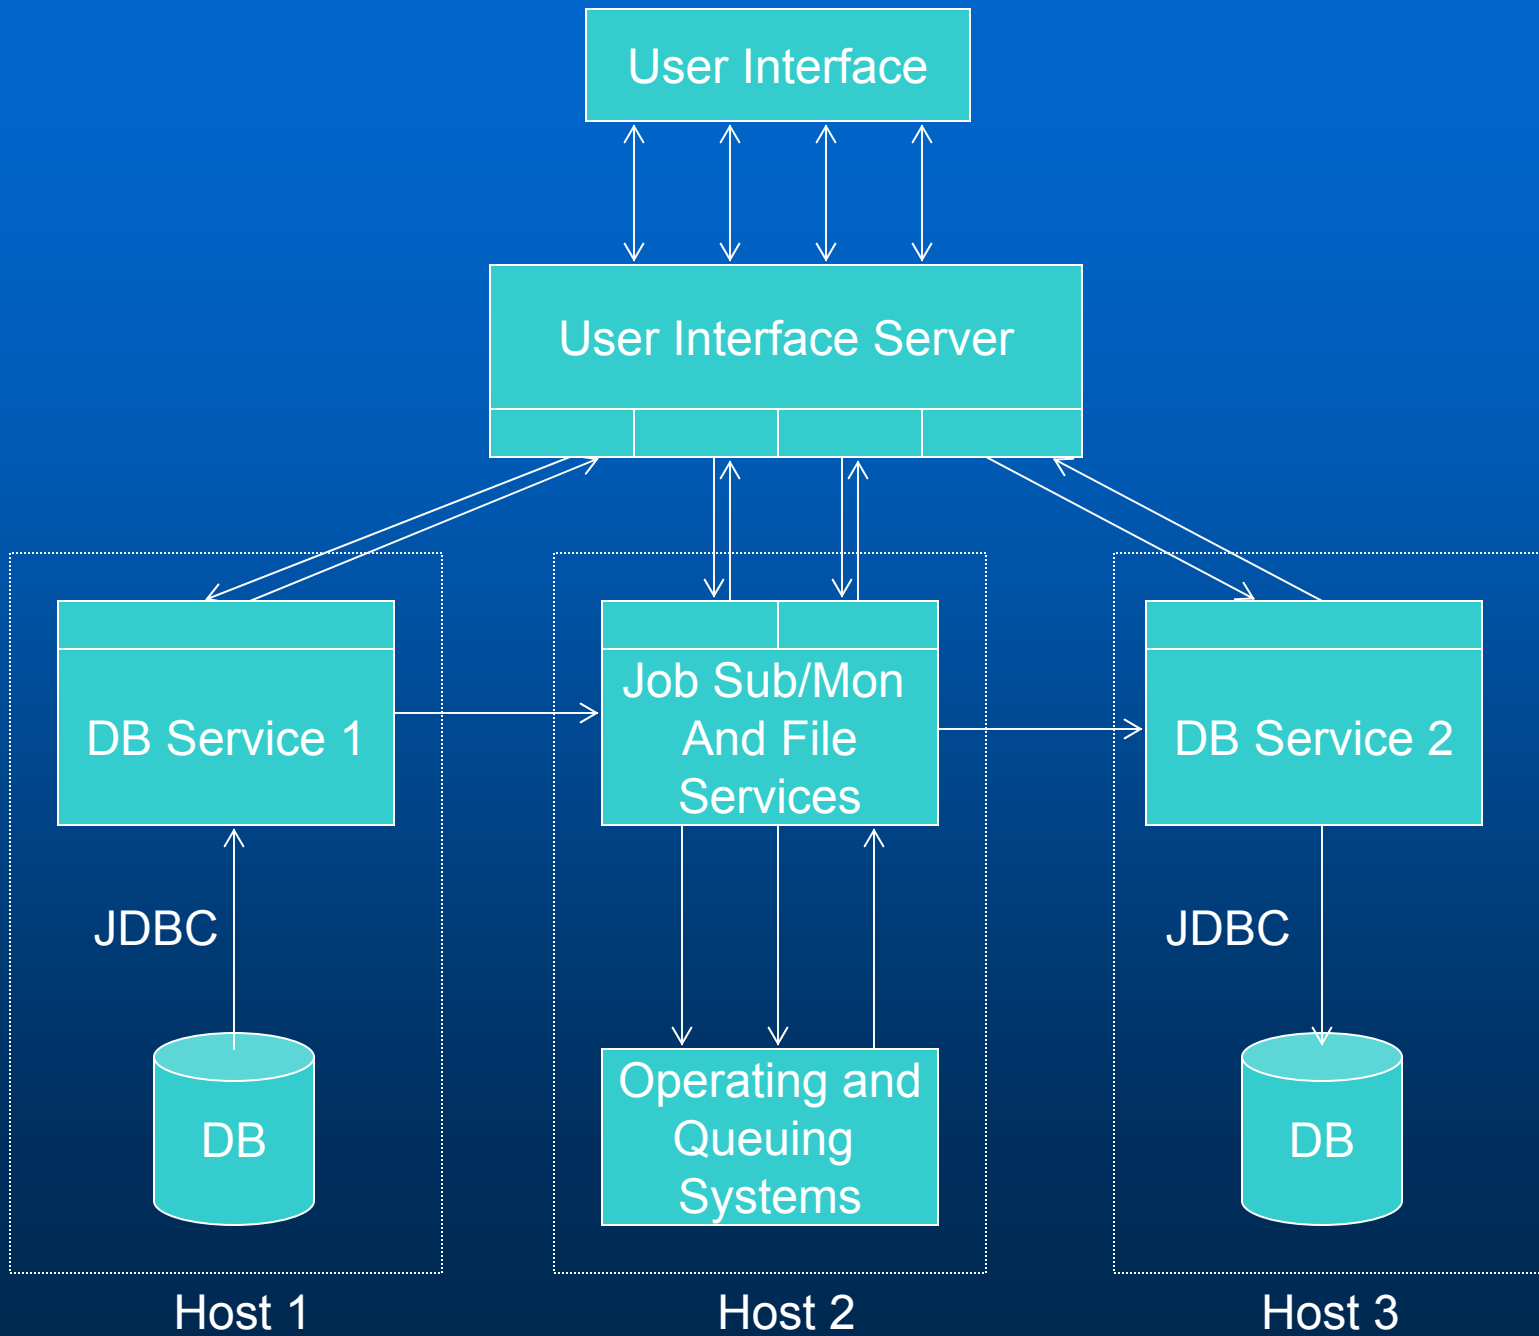 User Interface
User Interface Server
DB Service 1
Job Sub/Mon
And File
Services
DB Service 2
JDBC
JDBC
DB
Operating and
Queuing
Systems
DB
Host 1
Host 2
Host 3